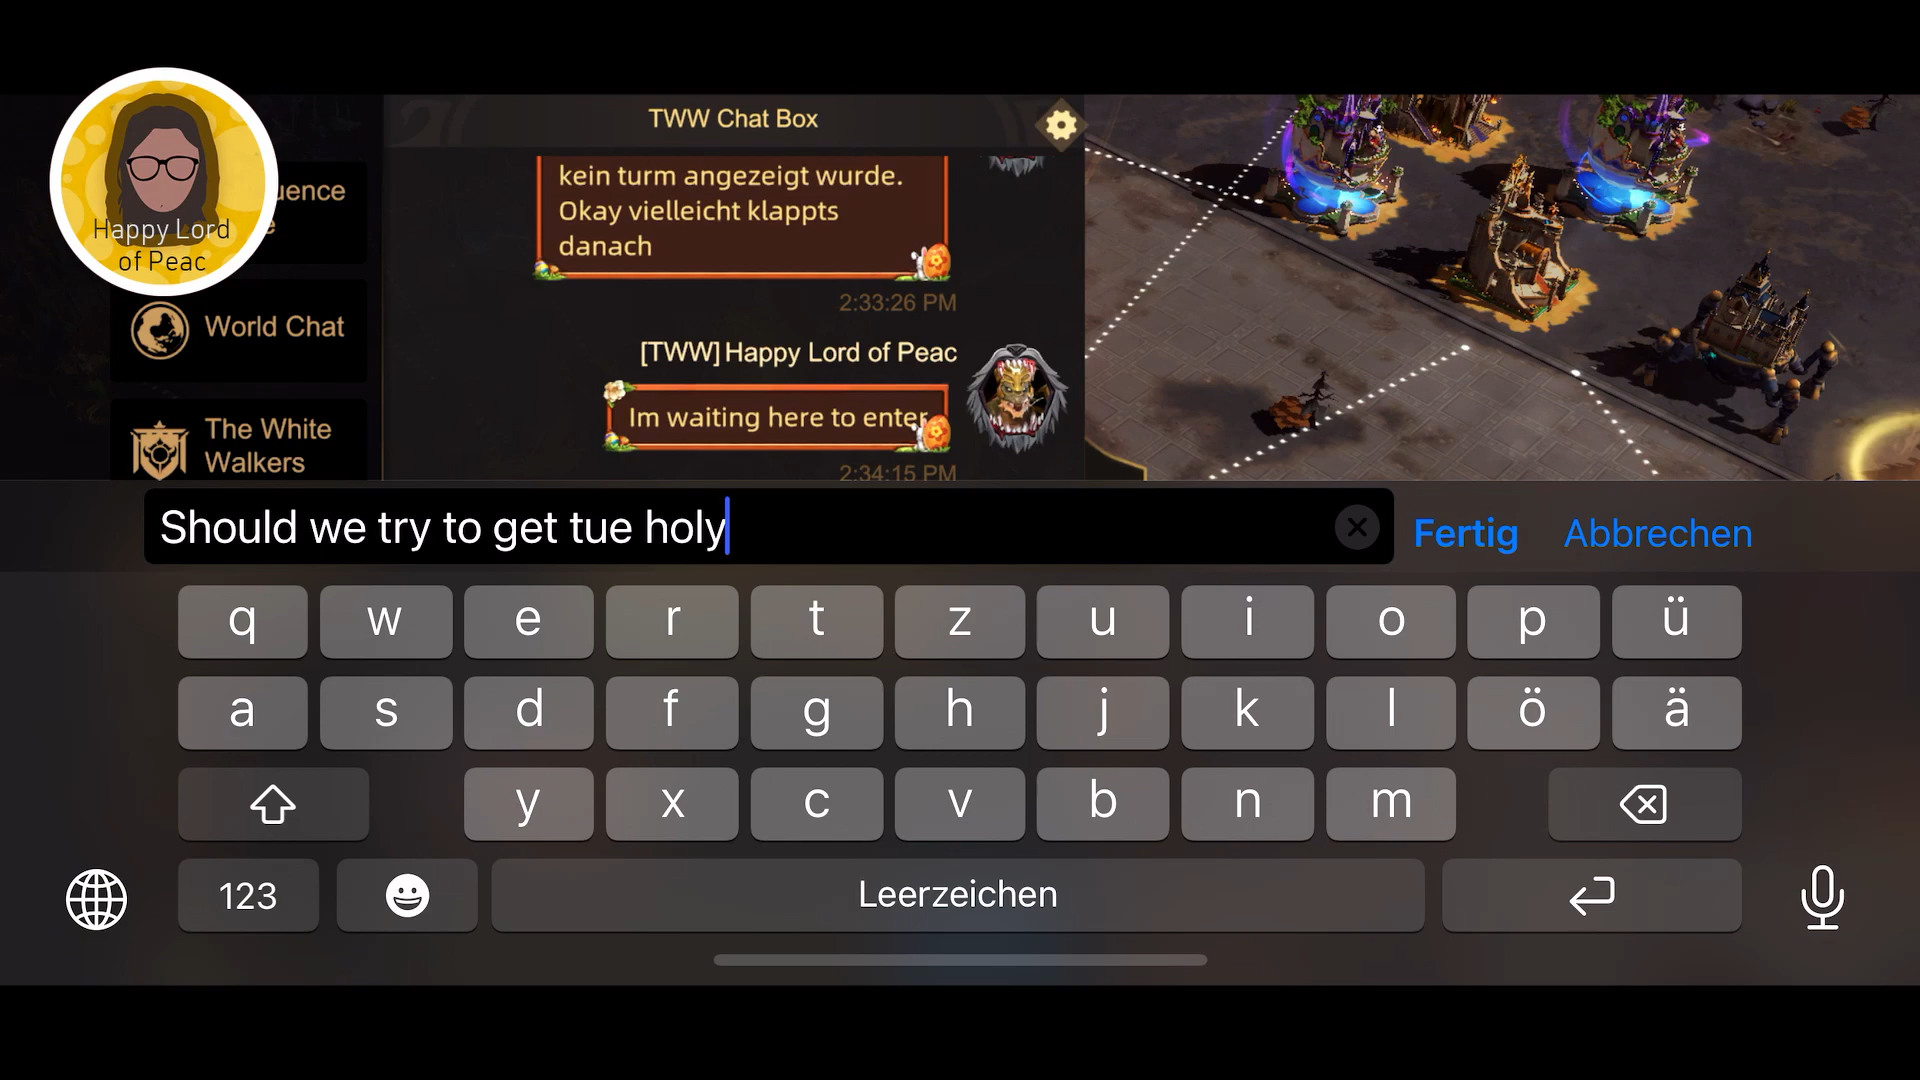 TWW Chat Box
kein turm angezeigt wurde.
Okay vielleicht klappts
danach
2:33:26 PM
[TWW]Happy Lord of Peac
Im waiting here to enter
2:34:15 PM
Happy Lord
of Peac
uence
e
World Chat
The White
Walkers
Should we try to get tue holy
Fertig
Abbrechen
q w e r t z u i o p ü
a s d f g h j k l ö ä
y x c v b n m
123
Leerzeichen